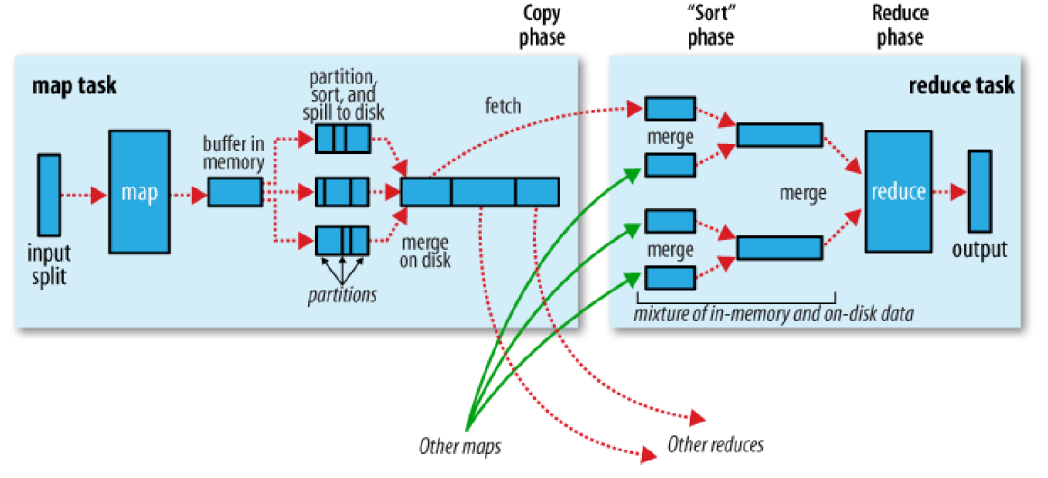 Copy
phase
“Sort”
phase
Reduce
phase
map task
partition,
sort, and
spill to disk
fetch
reduce task
buffer in
memory
merge
map
merge
reduce
input
split
merge
on disk
merge
output
partitions
mixture of in-memory and on-disk data
Other maps
Other reduces